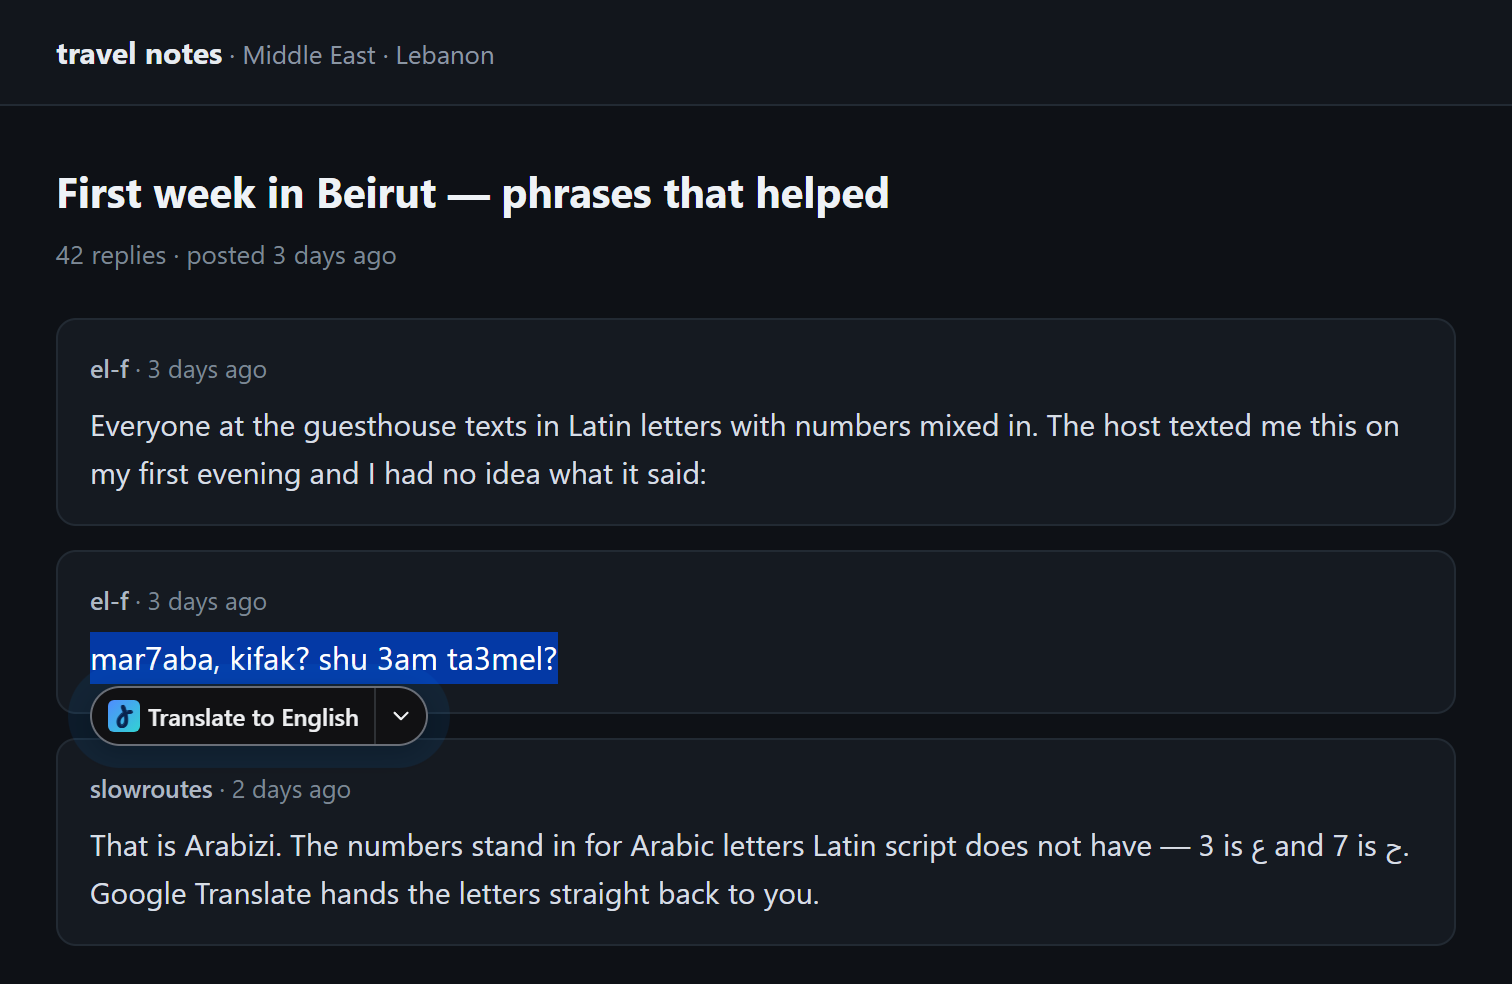 travel notes · Middle East · Lebanon
First week in Beirut — phrases that helped
42 replies · posted 3 days ago
el-f · 3 days ago
Everyone at the guesthouse texts in Latin letters with numbers mixed in. The host texted me this on
my first evening and I had no idea what it said:
el-f · 3 days ago
mar7aba, kifak? shu 3am ta3mel?
Translate to English
slowroutes · 2 days ago
That is Arabizi. The numbers stand in for Arabic letters Latin script does not have — 3 is ع and 7 is ح.
Google Translate hands the letters straight back to you.